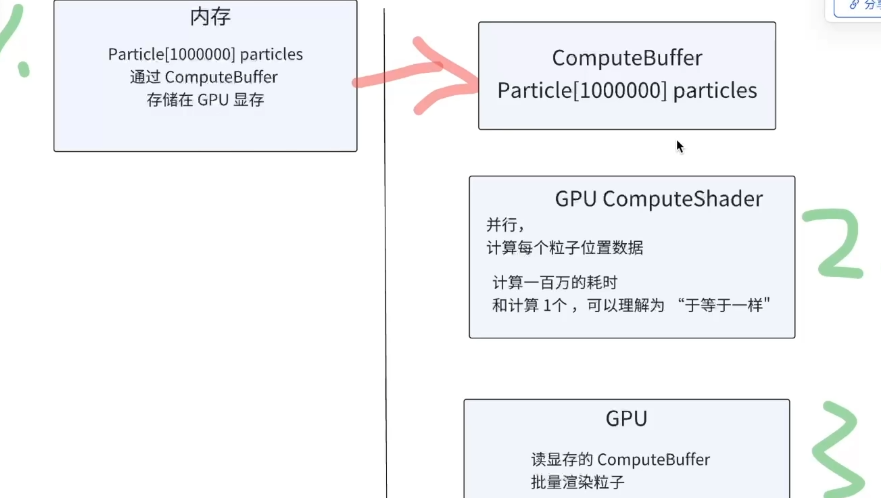 内存
Particle[1000000] particles
通过 ComputeBuffer
存储在 GPU 显存
ComputeBuffer
Particle[1000000] particles
GPU ComputeShader
并行，
计算每个粒子位置数据
计算一百万的耗时
和计算 1个 ，可以理解为 “于等于一样"
2
GPU
读显存的 ComputeBuffer
批量渲染粒子
3